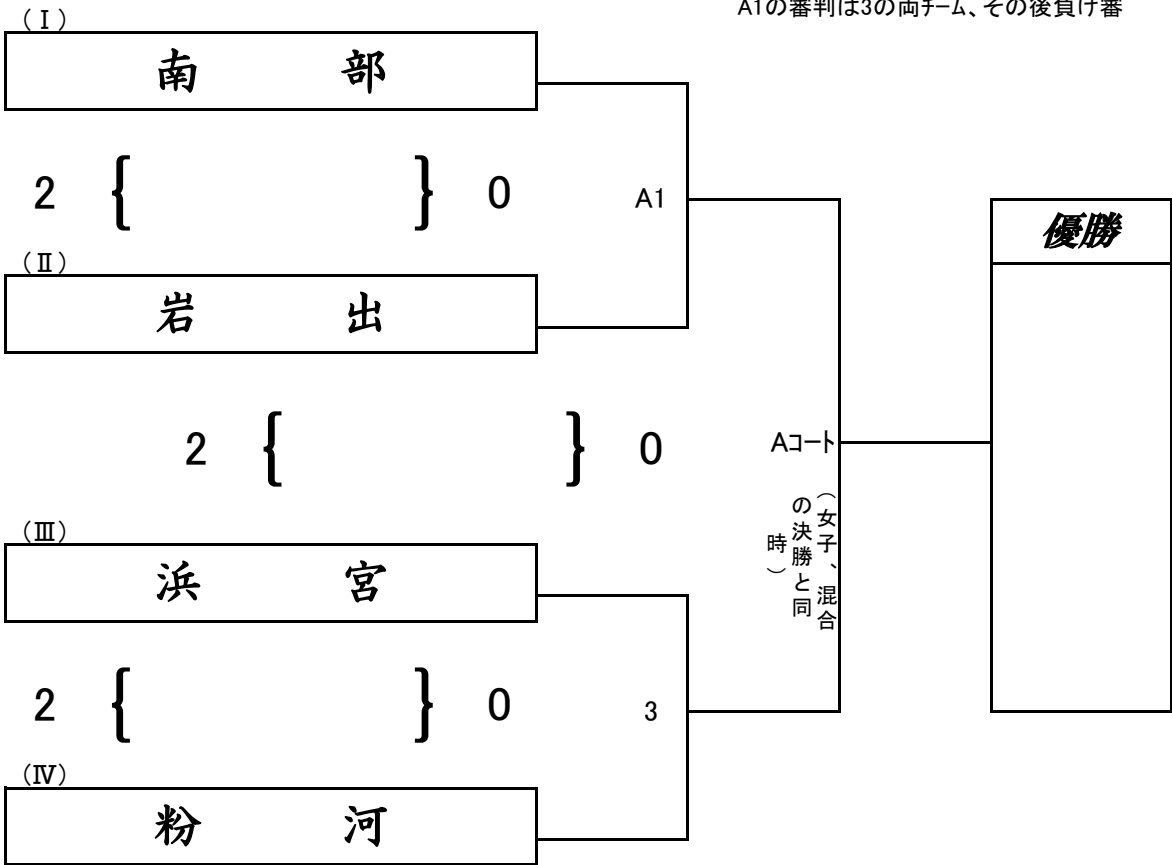 A1の審判は3の両チーム、その後負け審
（Ⅰ）
南 部
2 { } 0
A1
（Ⅱ）
岩 出
優勝
2 { } 0
Aコート
（女子、混合
の決勝と同
時）
（Ⅲ）
浜 宮
2 { } 0
3
（Ⅳ）
粉 河